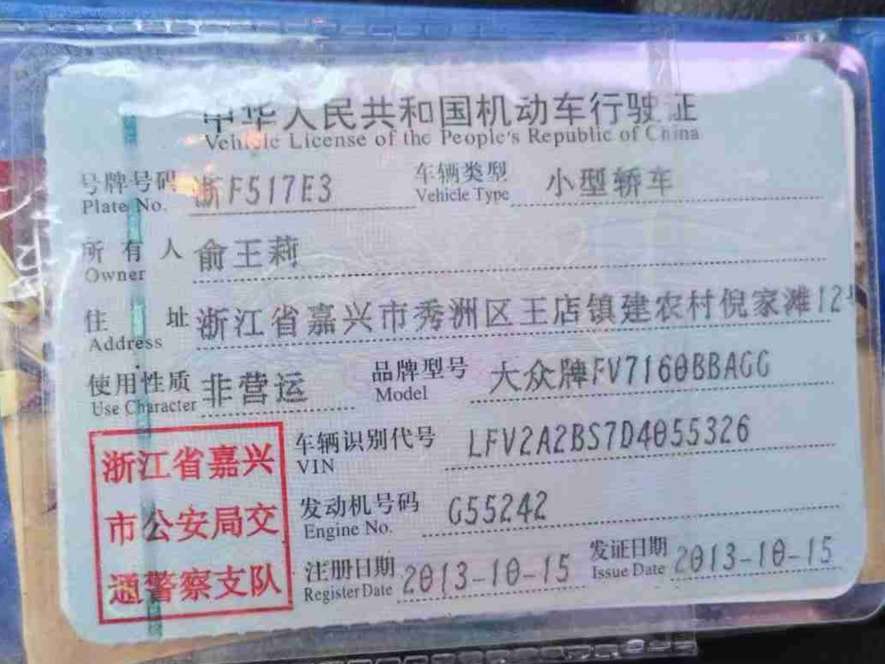 中华人民共和国机动车行驶证
Vehicle License of the People's Republic of China
号牌号码 浙F517E3 车辆类型 小型轿车
Plate No. Vehicle Type
所有人 俞王莉
Owner
住址 浙江省嘉兴市秀洲区王店镇建农村倪家滩12号
Address
使用性质 非营运 品牌型号 大众牌FV7160BBAGG
Use Character Model
车辆识别代号 LFV2A2BS7D4055326
VIN
发动机号码 G55242
Engine No.
注册日期 2013-10-15 发证日期 2013-10-15
Register Date Issue Date
浙江省嘉兴
市公安局交
通警察支队